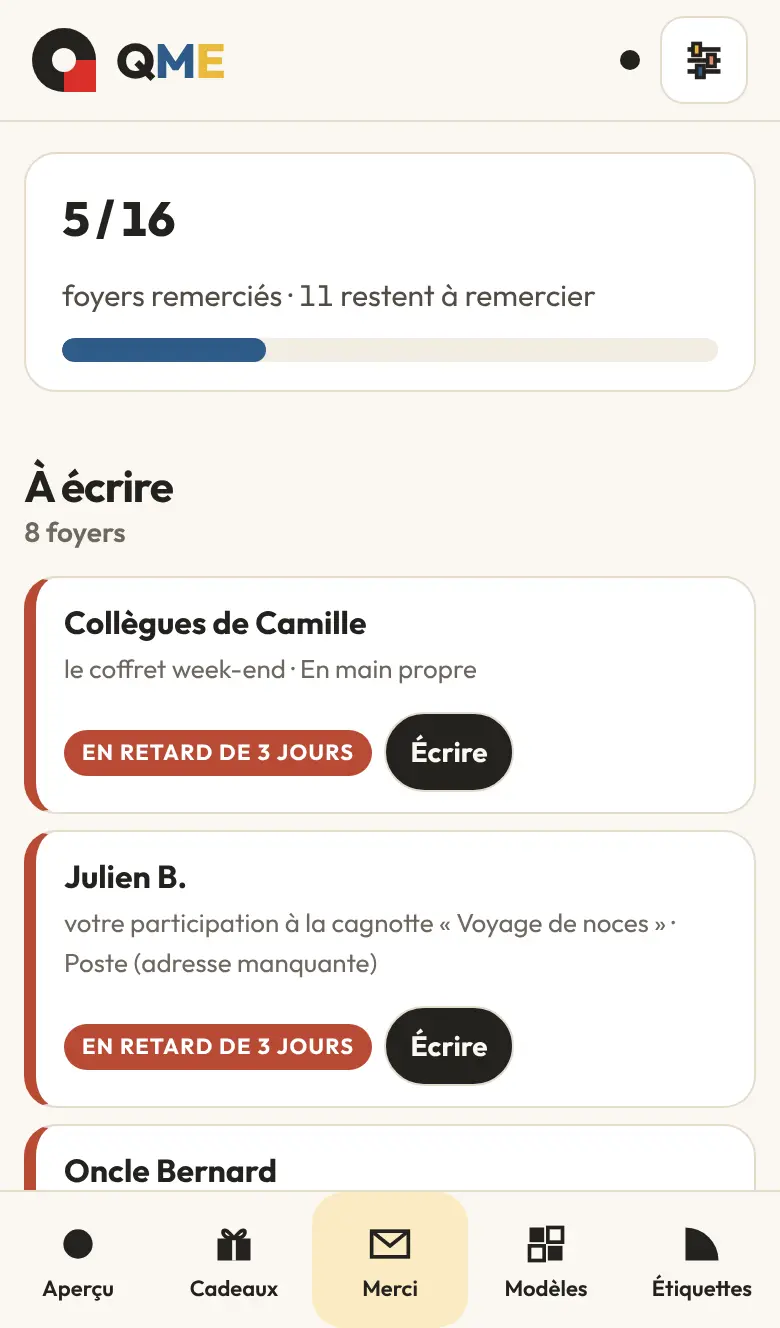 QME
5/16
foyers remerciés · 11 restent à remercier
À écrire
8 foyers
Collègues de Camille
le coffret week-end · En main propre
EN RETARD DE 3 JOURS
Écrire
Julien B.
votre participation à la cagnotte « Voyage de noces » ·
Poste (adresse manquante)
EN RETARD DE 3 JOURS
Écrire
Oncle Bernard
Aperçu
Cadeaux
Merci
Modèles
Étiquettes